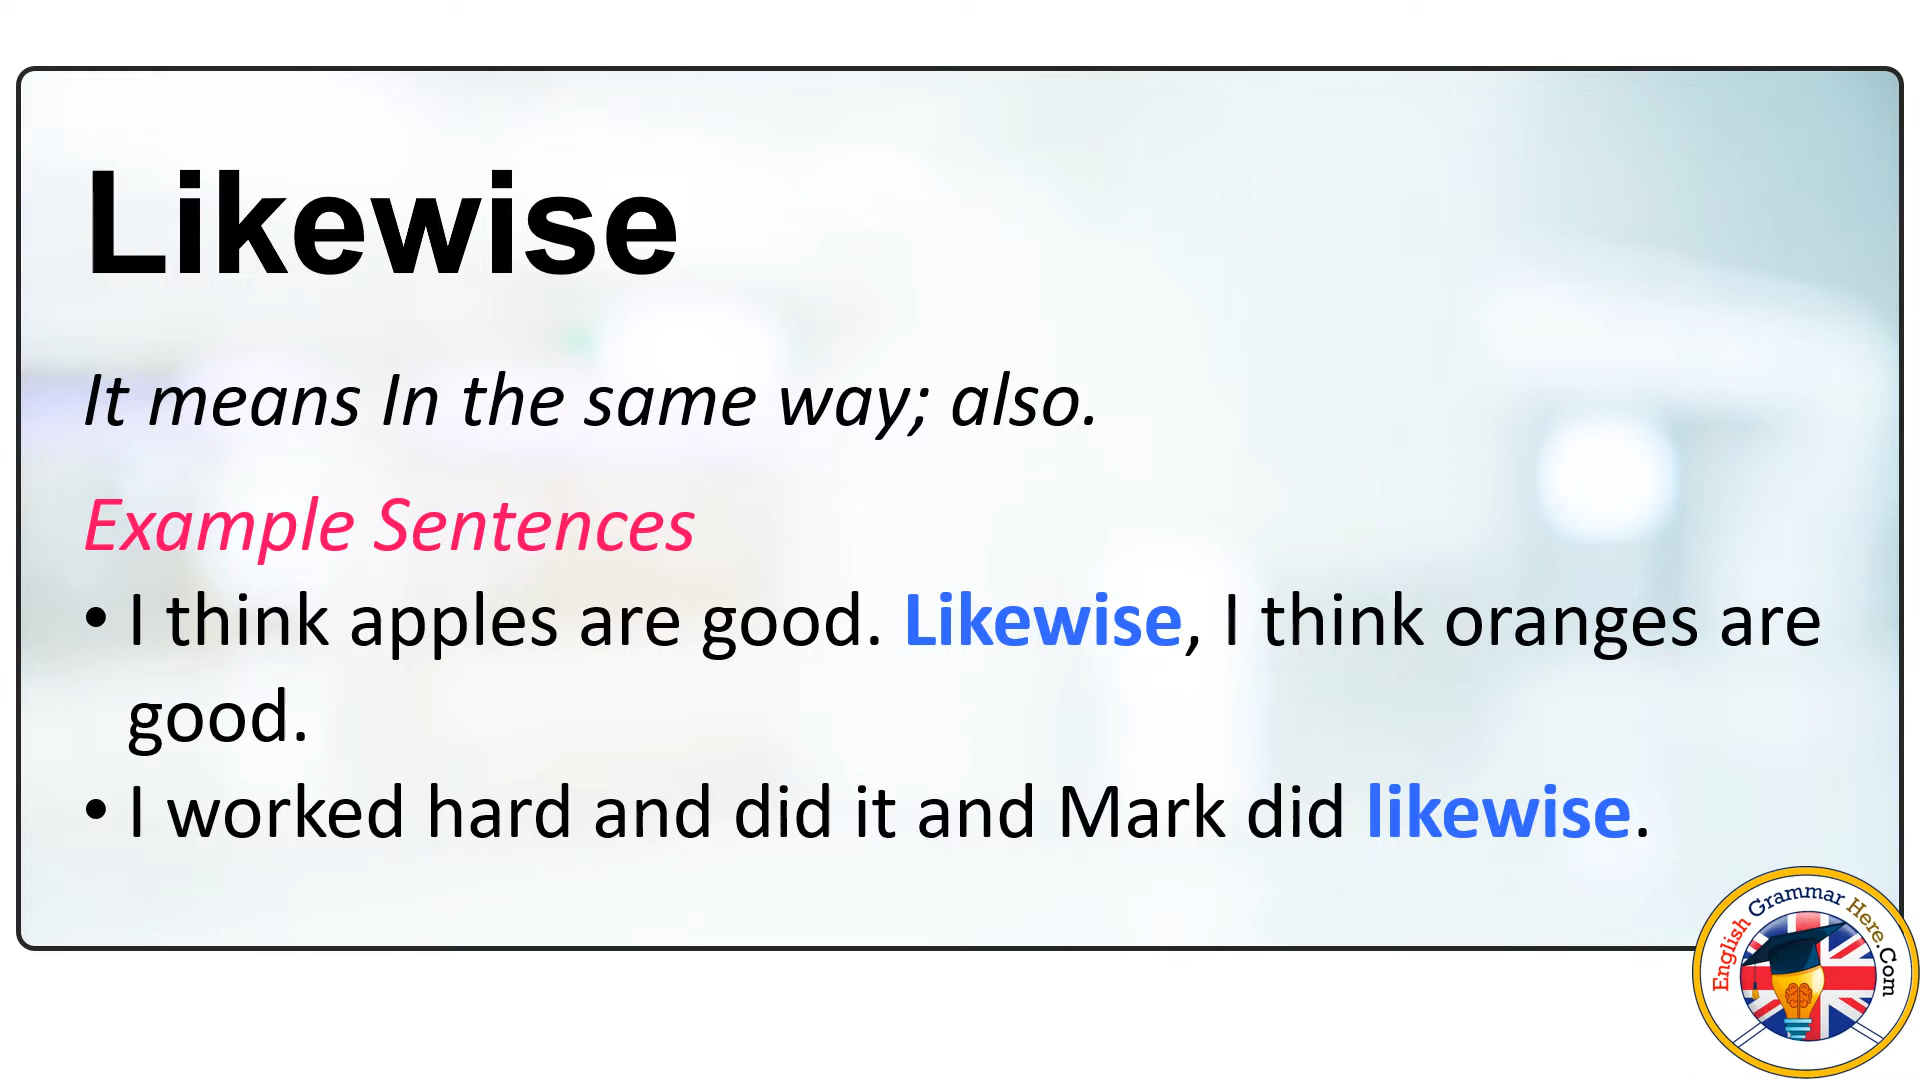 Likewise
It means In the same way; also.
Example Sentences
• I think apples are good. Likewise, I think oranges are
good.
• I worked hard and did it and Mark did likewise.
English Grammar Here.Com